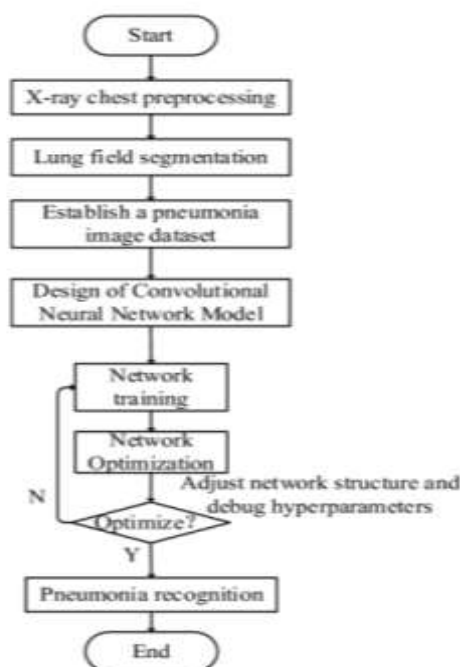 Start
X-ray chest preprocessing
Lung field segmentation
Establish a pneumonia
image dataset
Design of Convolutional
Neural Network Model
Network
training
Network
Optimization
Adjust network structure and
debug hyperparameters
N
Optimize?
Y
Pneumonia recognition
End